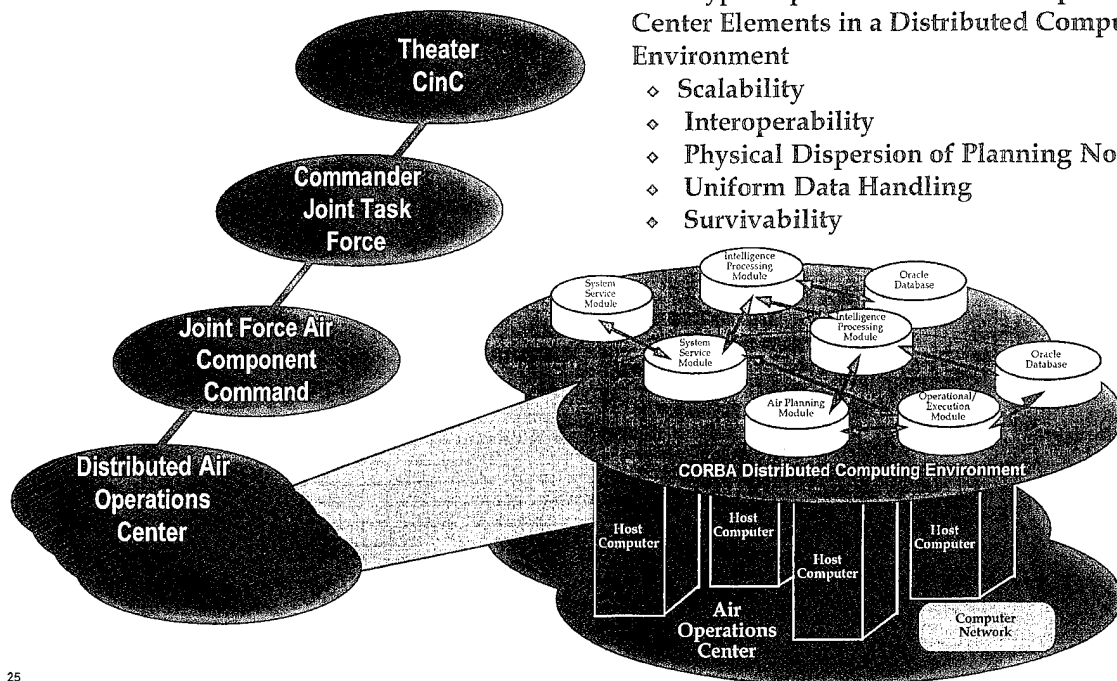 Center Elements in a Distributed
Environment
Scalability
Interoperability
Physical Dispersion of Planning
Uniform Data Handling
Survivability
Theater
CinC
Commander
Joint Task
Force
Joint Force Air
Component
Command
Distributed Air
Operations
Center
Intelligence
Processing
Module
System
Service
Module
Oracle
Database
Intelligence
Processing
Module
System
Service
Module
Oracle
Database
Air Planning
Module
Operational/
Execution
Module
CORBA Distributed Computing Environment
Host
Computer
Host
Computer
Host
Computer
Host
Computer
Air
Operations
Center
Computer
Network
25